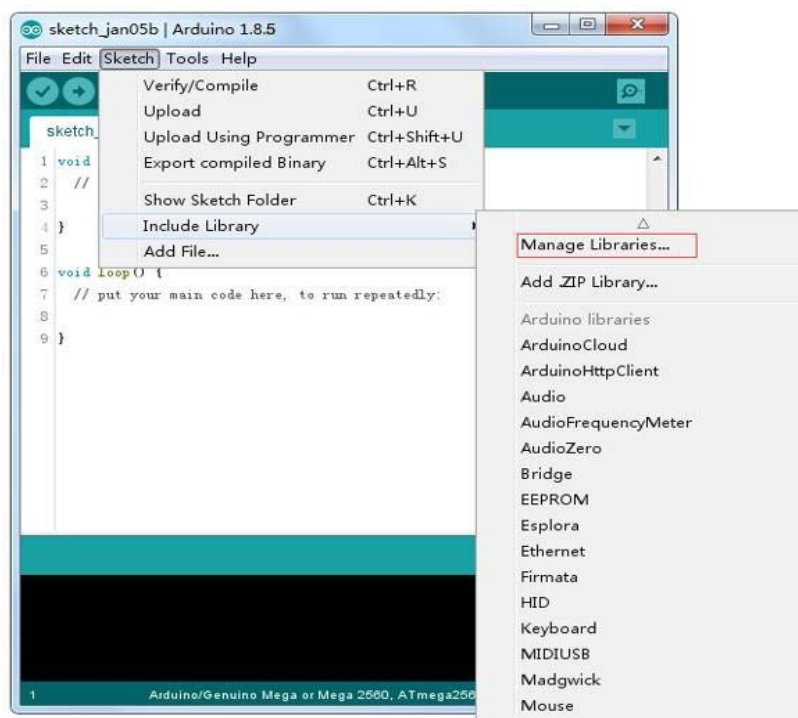 sketch_jan05b | Arduino 1.8.5
File Edit Sketch Tools Help
Verify/Compile Ctrl+R
Upload Ctrl+U
Upload Using Programmer Ctrl+Shift+U
Export compiled Binary Ctrl+Alt+S
Show Sketch Folder Ctrl+K
Include Library
Add File...
sketch_
1 void
2 //
3
4 }
5
6 void loop() {
7 // put your main code here, to run repeatedly:
8
9 }
Manage Libraries...
Add .ZIP Library...
Arduino libraries
ArduinoCloud
ArduinoHttpClient
Audio
AudioFrequencyMeter
AudioZero
Bridge
EEPROM
Esplora
Ethernet
Firmata
HID
Keyboard
MIDIUSB
Madgwick
Mouse
1 Arduino/Genuino Mega or Mega 2560, ATmega256